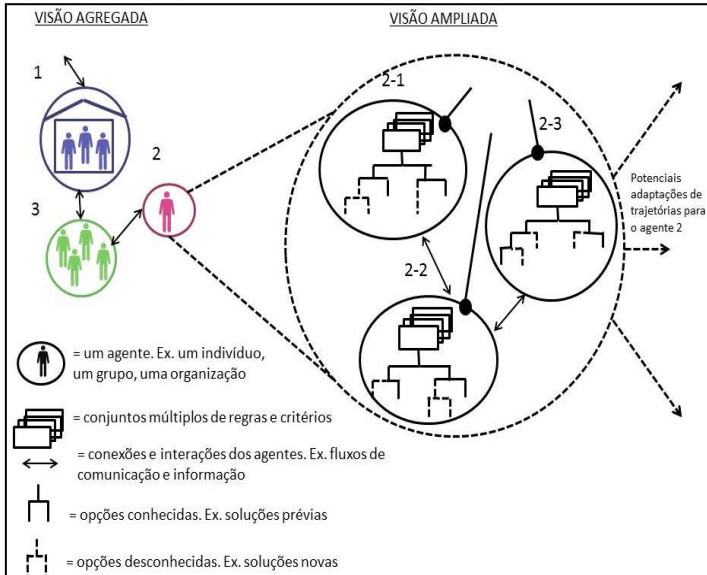 VISÃO AGREGADA
VISÃO AMPLIADA
1
2
3
2-1
2-3
2-2
Potenciais
adaptações de
trajetórias para
o agente 2
= um agente. Ex. um indivíduo,
um grupo, uma organização
= conjuntos múltiplos de regras e critérios
= conexões e interações dos agentes. Ex. fluxos de
comunicação e informação
= opções conhecidas. Ex. soluções prévias
= opções desconhecidas. Ex. soluções novas